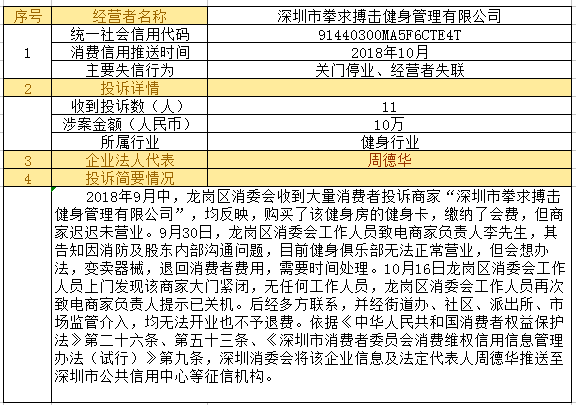 序号 经营者名称 深圳市拳求搏击健身管理有限公司
1 统一社会信用代码 91440300MA5F6CTE4T
消费信用推送时间 2018年10月
主要失信行为 关门停业、经营者失联
2 投诉详情
收到投诉数（人） 11
涉案金额（人民币） 10万
所属行业 健身行业
3 企业法人代表 周德华
4 投诉简要情况
2018年9月中，龙岗区消委会收到大量消费者投诉商家“深圳市拳求搏击
健身管理有限公司”，均反映，购买了该健身房的健身卡，缴纳了会费，但商
家迟迟未营业。9月30日，龙岗区消委会工作人员致电商家负责人李先生，其
告知因消防及股东内部沟通问题，目前健身俱乐部无法正常营业，但会想办
法，变卖器械，退回消费者费用，需要时间处理。10月16日龙岗区消委会工作
人员上门发现该商家大门紧闭，无任何工作人员，龙岗区消委会工作人员再次
致电商家负责人提示已关机。后经多方联系，并经街道办、社区、派出所、市
场监管介入，均无法开业也不予退费。依据《中华人民共和国消费者权益保护
法》第二十六条、第五十三条、《深圳市消费者委员会消费维权信用信息管理
办法（试行）》第九条，深圳消委会将该企业信息及法定代表人周德华推送至
深圳市公共信用中心等征信机构。